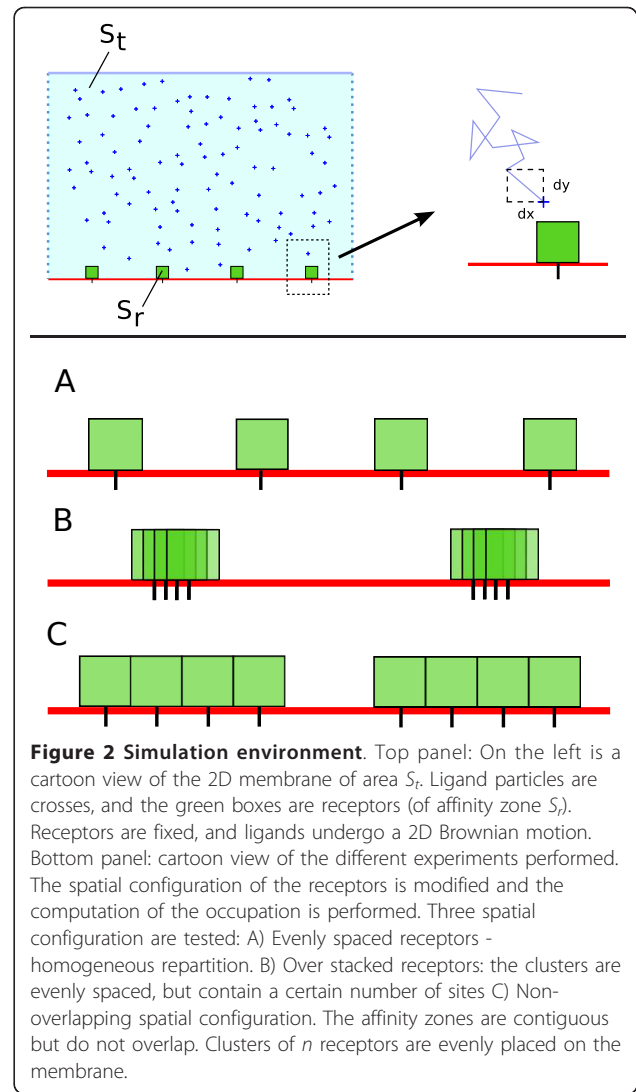 St
dy
dx
Sr
A
B
C
Figure 2 Simulation environment. Top panel: On the left is a
cartoon view of the 2D membrane of area St. Ligand particles are
crosses, and the green boxes are receptors (of affinity zone Sr).
Receptors are fixed, and ligands undergo a 2D Brownian motion.
Bottom panel: cartoon view of the different experiments performed.
The spatial configuration of the receptors is modified and the
computation of the occupation is performed. Three spatial
configuration are tested: A) Evenly spaced receptors -
homogeneous repartition. B) Over stacked receptors: the clusters are
evenly spaced, but contain a certain number of sites C) Non-
overlapping spatial configuration. The affinity zones are contiguous
but do not overlap. Clusters of n receptors are evenly placed on the
membrane.